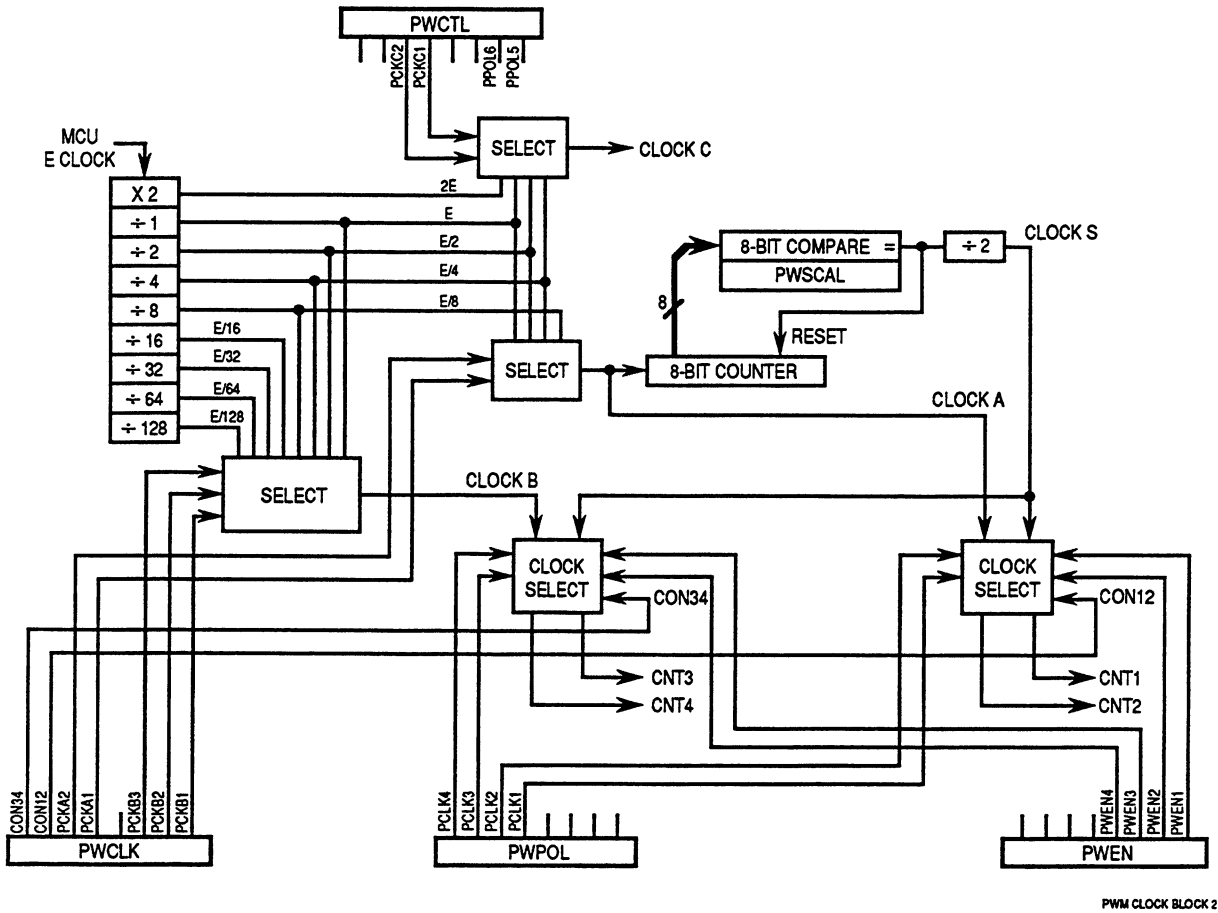 PWCTL
PCKC2
PCKC1
PPOL6
PPOL5
MCU
E CLOCK
SELECT
CLOCK C
X 2
÷ 1
÷ 2
÷ 4
÷ 8
÷ 16
÷ 32
÷ 64
÷ 128
2E
E
E/2
E/4
E/8
E/16
E/32
E/64
E/128
8-BIT COMPARE =
PWSCAL
÷ 2
CLOCK S
8
RESET
SELECT
8-BIT COUNTER
CLOCK A
SELECT
CLOCK B
CLOCK
SELECT
CON34
CLOCK
SELECT
CON12
CNT3
CNT4
CNT1
CNT2
CON34
CON12
PCKA2
PCKA1
PCKB3
PCKB2
PCKB1
PCLK4
PCLK3
PCLK2
PCLK1
PWEN4
PWEN3
PWEN2
PWEN1
PWCLK
PWPOL
PWEN
PWM CLOCK BLOCK 2